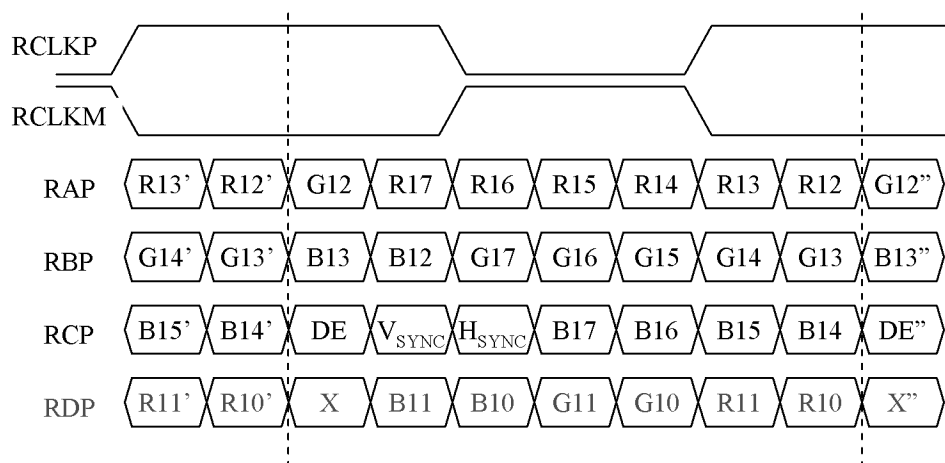 RCLKP
RCLKM
RAP R13’ R12’ G12 R17 R16 R15 R14 R13 R12 G12”
RBP G14’ G13’ B13 B12 G17 G16 G15 G14 G13 B13”
RCP B15’ B14’ DE VSYNC HSYNC B17 B16 B15 B14 DE”
RDP R11’ R10’ X B11 B10 G11 G10 R11 R10 X”